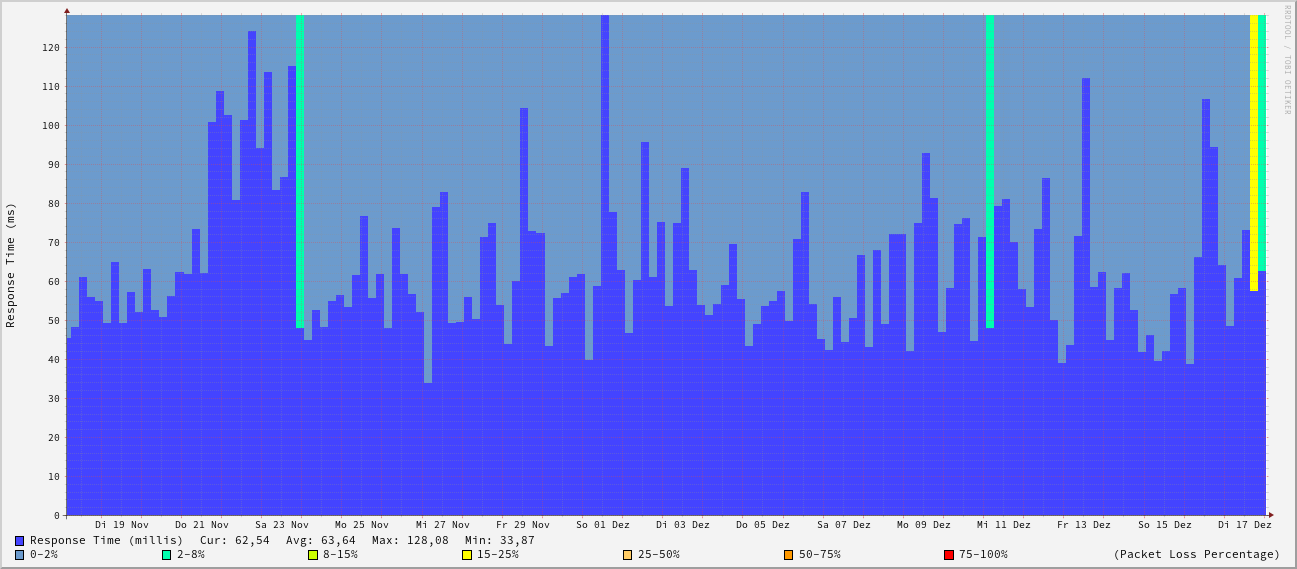 RRDTOOL / TOBI OETIKER
Response Time (ms)
120
110
100
90
80
70
60
50
40
30
20
10
0
Di 19 Nov Do 21 Nov Sa 23 Nov Mo 25 Nov Mi 27 Nov Fr 29 Nov So 01 Dez Di 03 Dez Do 05 Dez Sa 07 Dez Mo 09 Dez Mi 11 Dez Fr 13 Dez So 15 Dez Di 17 Dez
Response Time (millis) Cur: 62,54 Avg: 63,64 Max: 128,08 Min: 33,87
0-2% 2-8% 8-15% 15-25% 25-50% 50-75% 75-100% (Packet Loss Percentage)